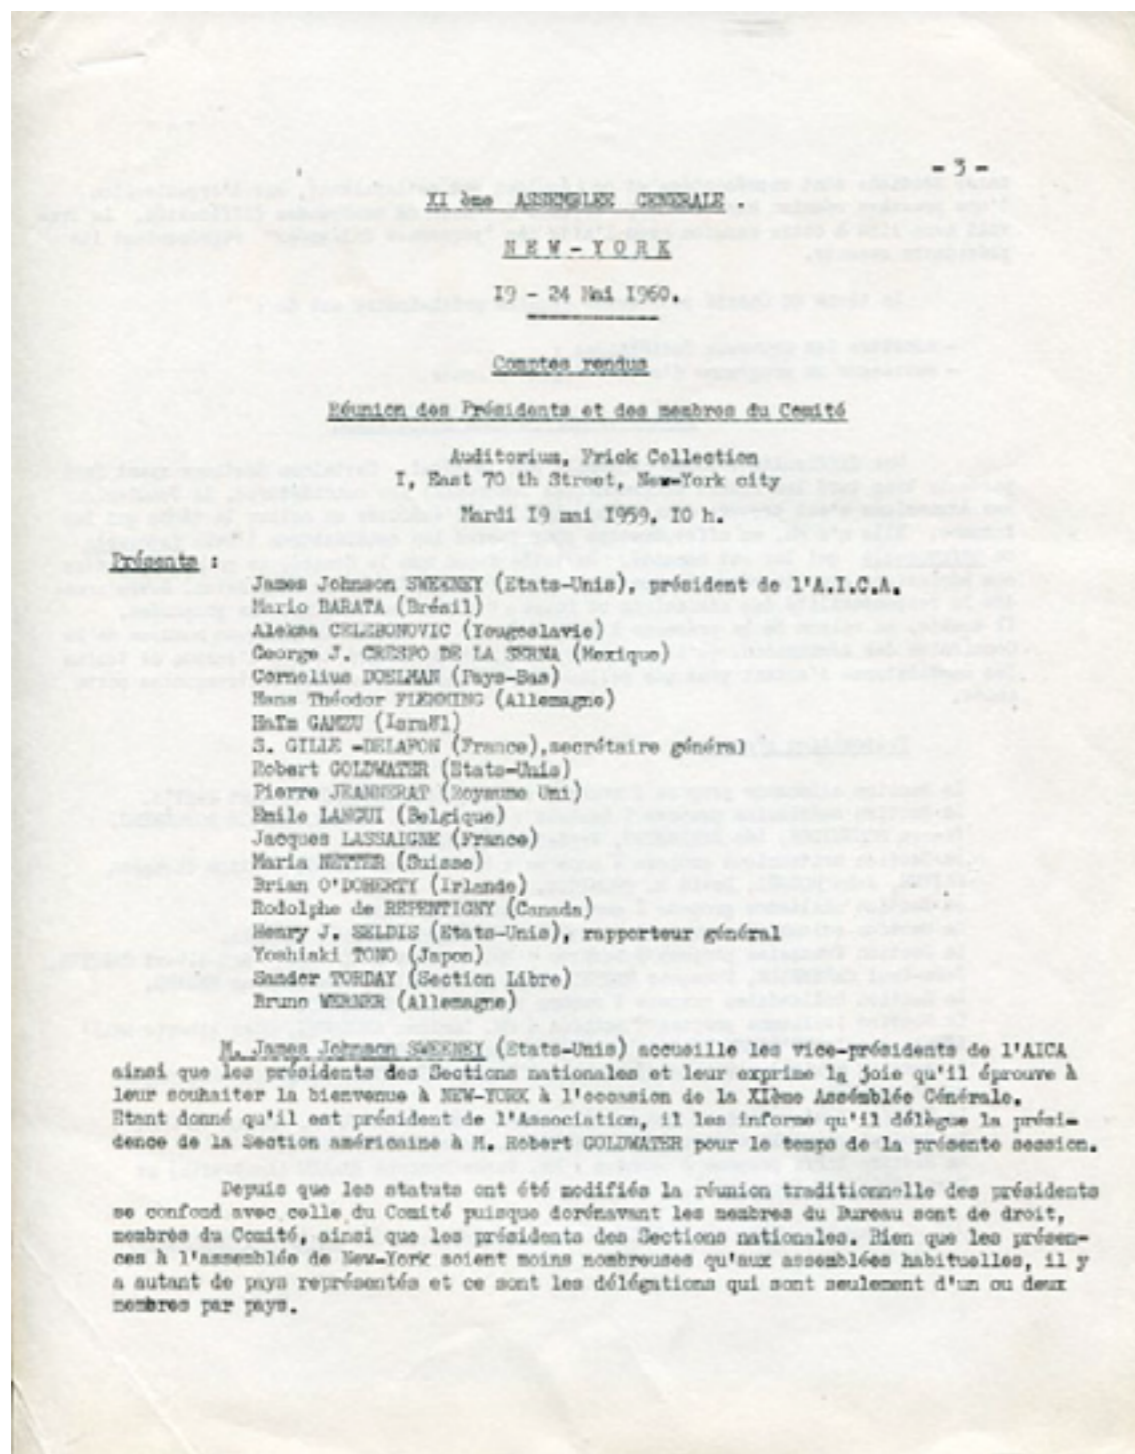 - 3 -
XI ème ASSEMBLEE GENERALE .
NEW-YORK
I9 - 24 Mai I960.
Comptes rendus
Réunion des Présidents et des membres du Comité
Auditorium, Frick Collection
I, East 70 th Street, New-York city
Mardi I9 mai I959. I0 h.
Présents :
James Johnson SWEENEY (Etats-Unis), président de l'A.I.C.A.
Mario BARATA (Brésil)
Aleksa CELEBONOVIC (Yougoslavie)
George J. CRESPO DE LA SERNA (Mexique)
Cornelius DOELMAN (Pays-Bas)
Hans Théodor FLEMMING (Allemagne)
Haïm GAMZU (Israël)
S. GILLE -DELAFON (France),secrétaire général
Robert GOLDWATER (Etats-Unis)
Pierre JEANNERAT (Royaume Uni)
Emile LANGUI (Belgique)
Jacques LASSAIGNE (France)
Maria NETTER (Suisse)
Brian O'DOHERTY (Irlande)
Rodolphe de REPENTIGNY (Canada)
Henry J. SELDIS (Etats-Unis), rapporteur général
Yoshiaki TONO (Japon)
Sandor TORDAY (Section Libre)
Bruno WERNER (Allemagne)
M. James Johnson SWEENEY (Etats-Unis) accueille les vice-présidents de l'AICA
ainsi que les présidents des Sections nationales et leur exprime la joie qu'il éprouve à
leur souhaiter la bienvenue à NEW-YORK à l'occasion de la XIème Assémblée Générale.
Etant donné qu'il est président de l'Association, il les informe qu'il délègue la prési-
dence de la Section américaine à M. Robert GOLDWATER pour le temps de la présente session.
Depuis que les statuts ont été modifiés la réunion traditionnelle des présidents
se confond avec celle du Comité puisque dorénavant les membres du Bureau sont de droit,
membres du Comité, ainsi que les présidents des Sections nationales. Bien que les présen-
ces à l'assemblée de New-York soient moins nombreuses qu'aux assemblées habituelles, il y
a autant de pays représentés et ce sont les délégations qui sont seulement d'un ou deux
membres par pays.